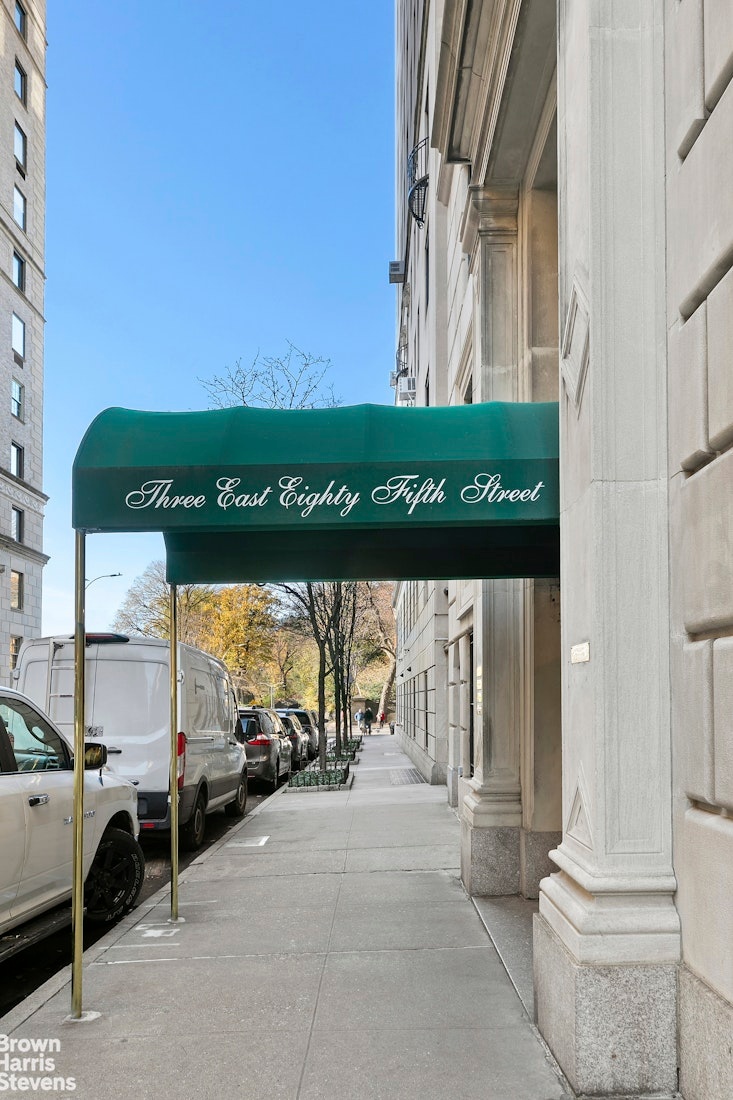 Three East Eighty Fifth Street
Brown
Harris
Stevens